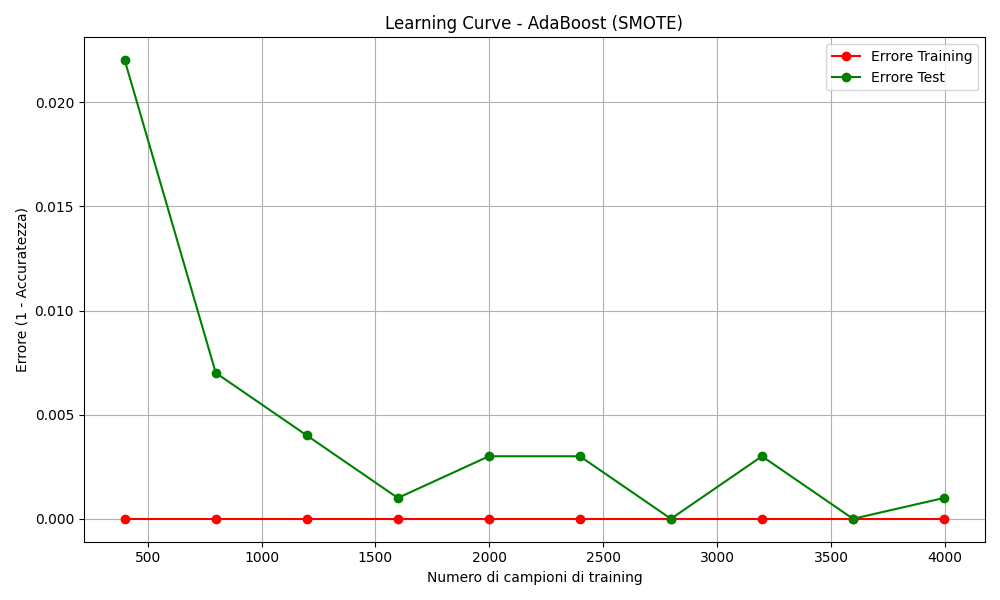 Learning Curve - AdaBoost (SMOTE)
Errore Training
Errore Test
Errore (1 - Accuratezza)
0.020
0.015
0.010
0.005
0.000
500
1000
1500
2000
2500
3000
3500
4000
Numero di campioni di training